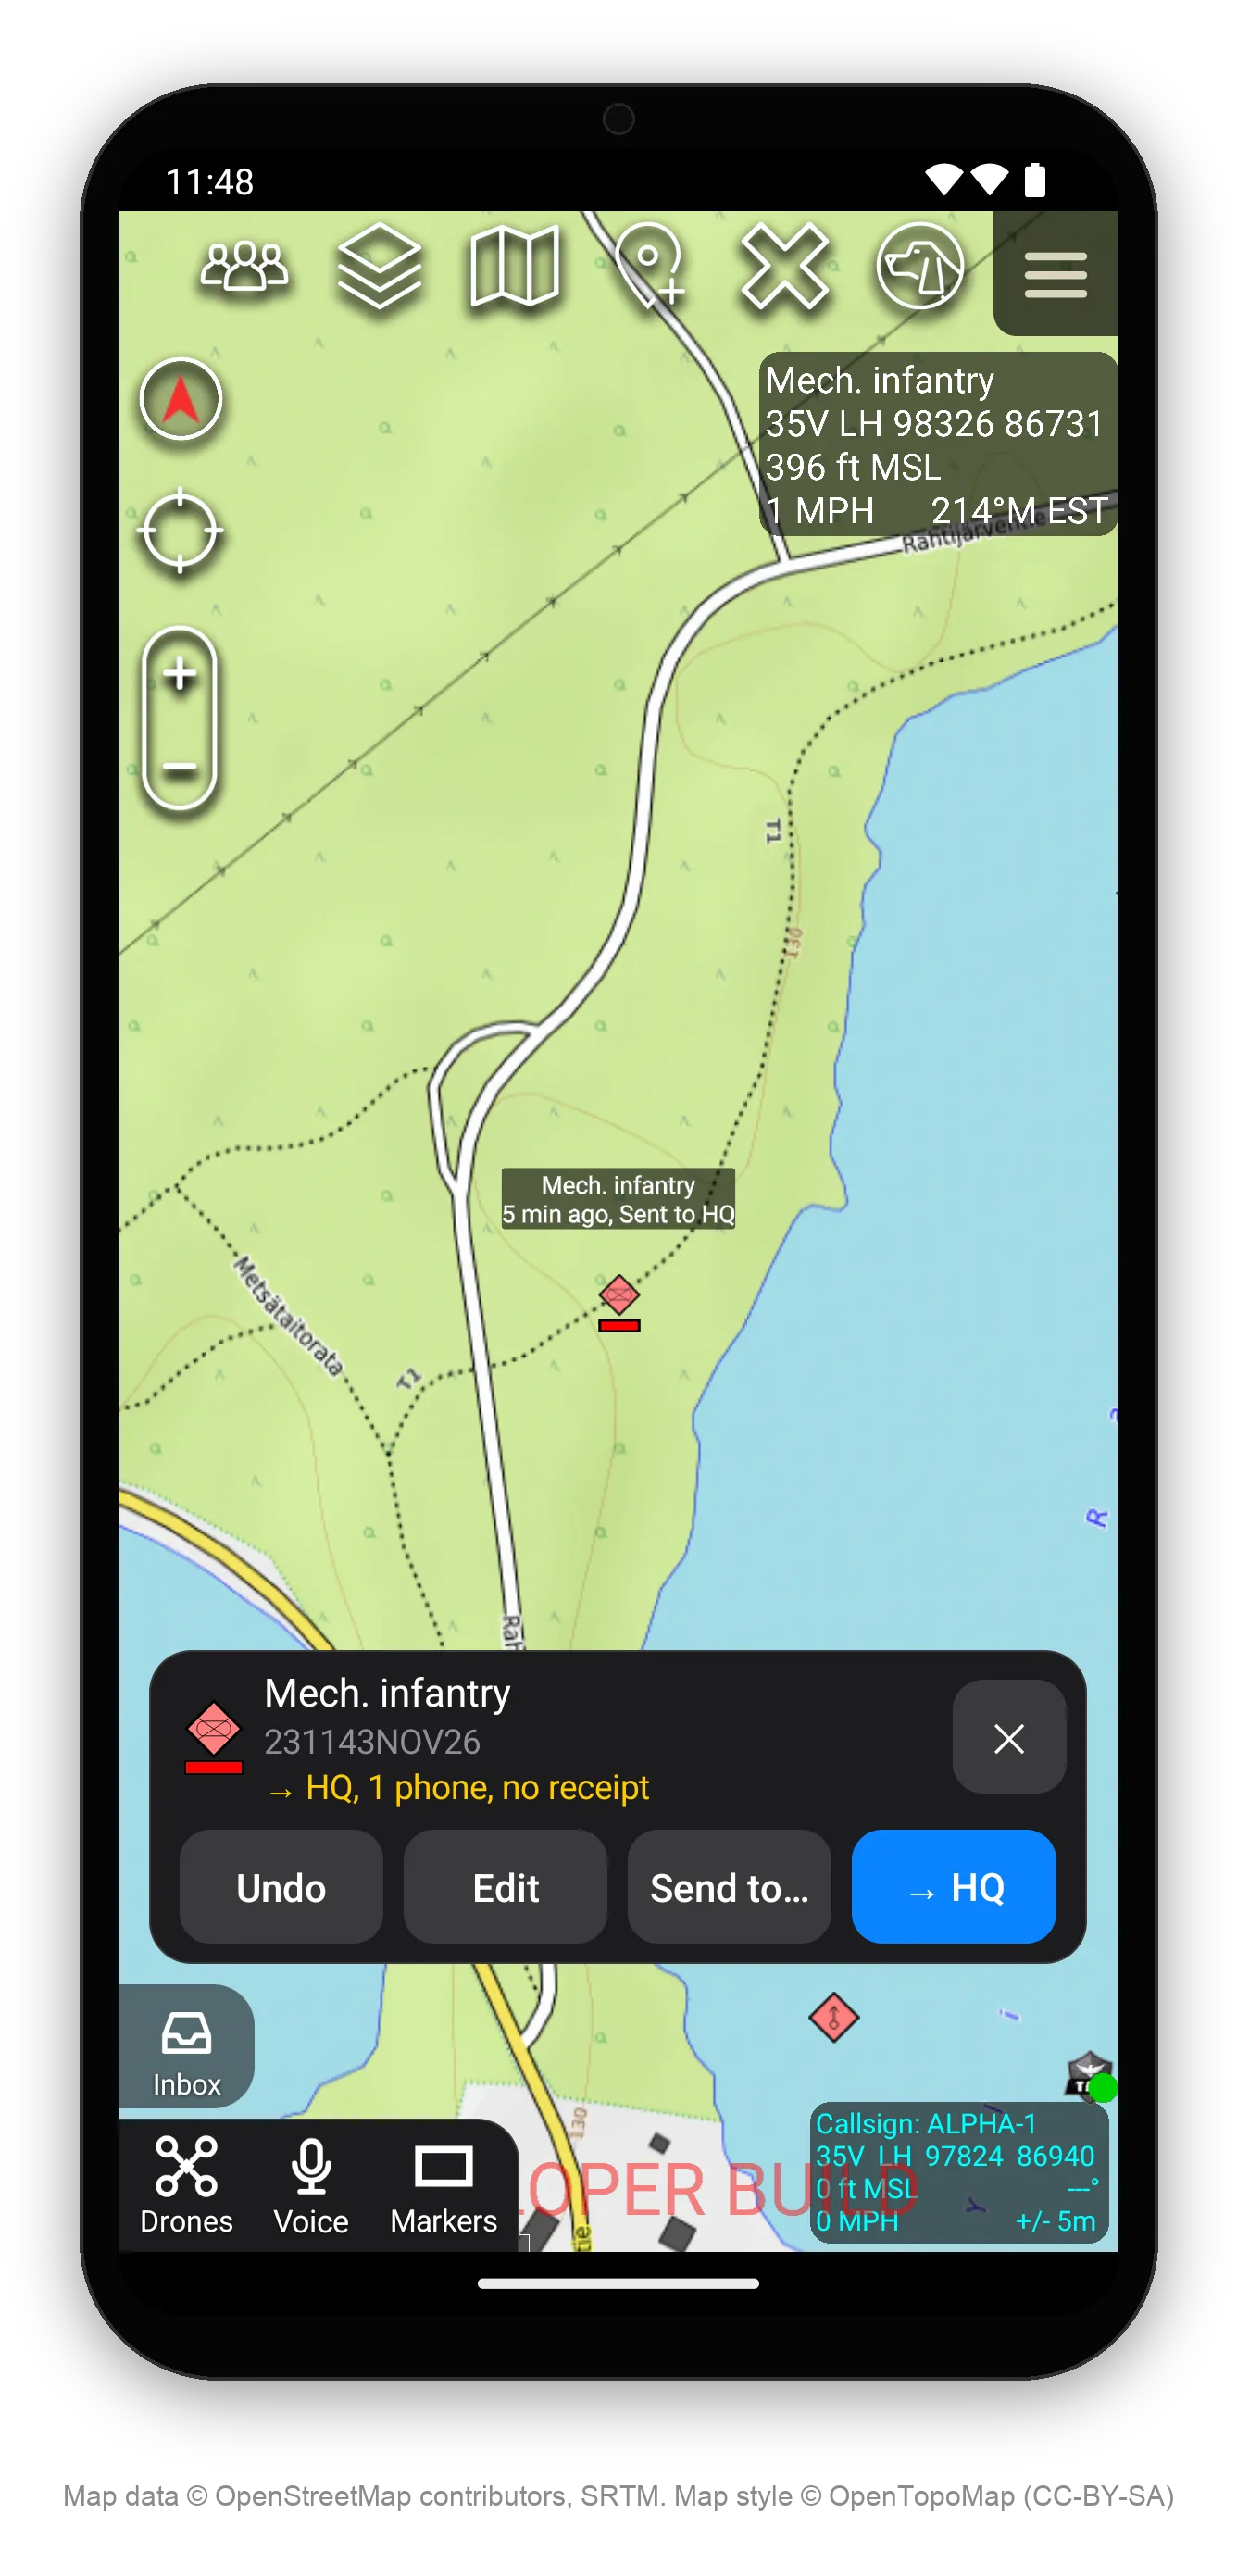 11:48
Mech. infantry
35V LH 98326 86731
396 ft MSL
1 MPH 214°M EST
Rahtijärventie
T1
130
Mech. infantry
5 min ago, Sent to HQ
Metsätaitorata
T1
a
R
Rah
Mech. infantry
231143NOV26
→ HQ, 1 phone, no receipt
Undo
Edit
Send to...
→ HQ
i
Inbox
Callsign: ALPHA-1
35V LH 97824 86940
0 ft MSL ---°
0 MPH +/- 5m
130
LOPER BUILD
y
tie
Drones
Voice
Markers
Map data © OpenStreetMap contributors, SRTM. Map style © OpenTopoMap (CC-BY-SA)